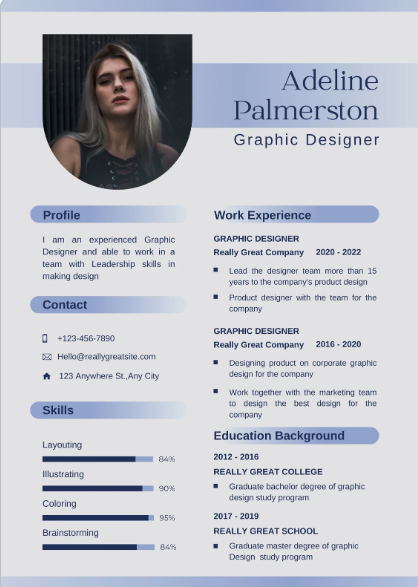 Adeline
Palmerston
Graphic Designer
Profile
I am an experienced Graphic
Designer and able to work in a
team with Leadership skills in
making design
Contact
+123-456-7890
Hello@reallygreatsite.com
123 Anywhere St.,Any City
Skills
Layouting
84%
Illustrating
90%
Coloring
95%
Brainstorming
84%
Work Experience
GRAPHIC DESIGNER
Really Great Company 2020 - 2022
Lead the designer team more than 15
years to the company's product design
Product designer with the team for the
company
GRAPHIC DESIGNER
Really Great Company 2016 - 2020
Designing product on corporate graphic
design for the company
Work together with the marketing team
to design the best design for the
company
Education Background
2012 - 2016
REALLY GREAT COLLEGE
Graduate bachelor degree of graphic
design study program
2017 - 2019
REALLY GREAT SCHOOL
Graduate master degree of graphic
Design study program